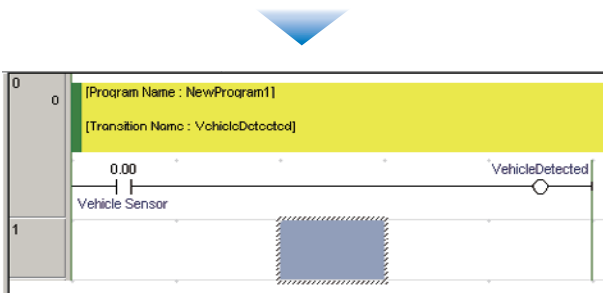 0
0
[Program Name : NewProgram1]
[Transition Name : VehicleDetected]
0.00
VehicleDetected
Vehicle Sensor
1